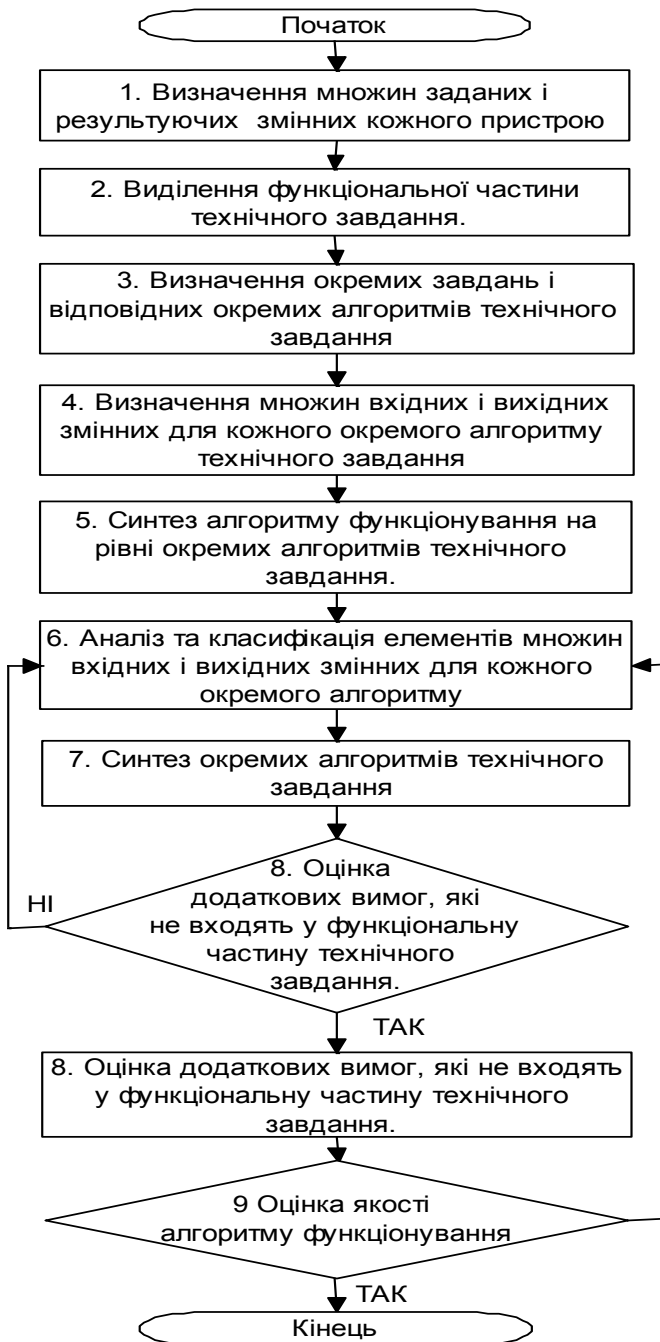 Початок
1. Визначення множин заданих і
результуючих змінних кожного пристрою
2. Виділення функціональної частини
технічного завдання.
3. Визначення окремих завдань і
відповідних окремих алгоритмів технічного
завдання
4. Визначення множин вхідних і вихідних
змінних для кожного окремого алгоритму
технічного завдання
5. Синтез алгоритму функціонування на
рівні окремих алгоритмів технічного
завдання.
6. Аналіз та класифікація елементів множин
вхідних і вихідних змінних для кожного
окремого алгоритму
7. Синтез окремих алгоритмів технічного
завдання
8. Оцінка
додаткових вимог, які
не входять у функціональну
частину технічного
завдання.
НІ
ТАК
8. Оцінка додаткових вимог, які не входять
у функціональну частину технічного
завдання.
9 Оцінка якості
алгоритму функціонування
ТАК
Кінець